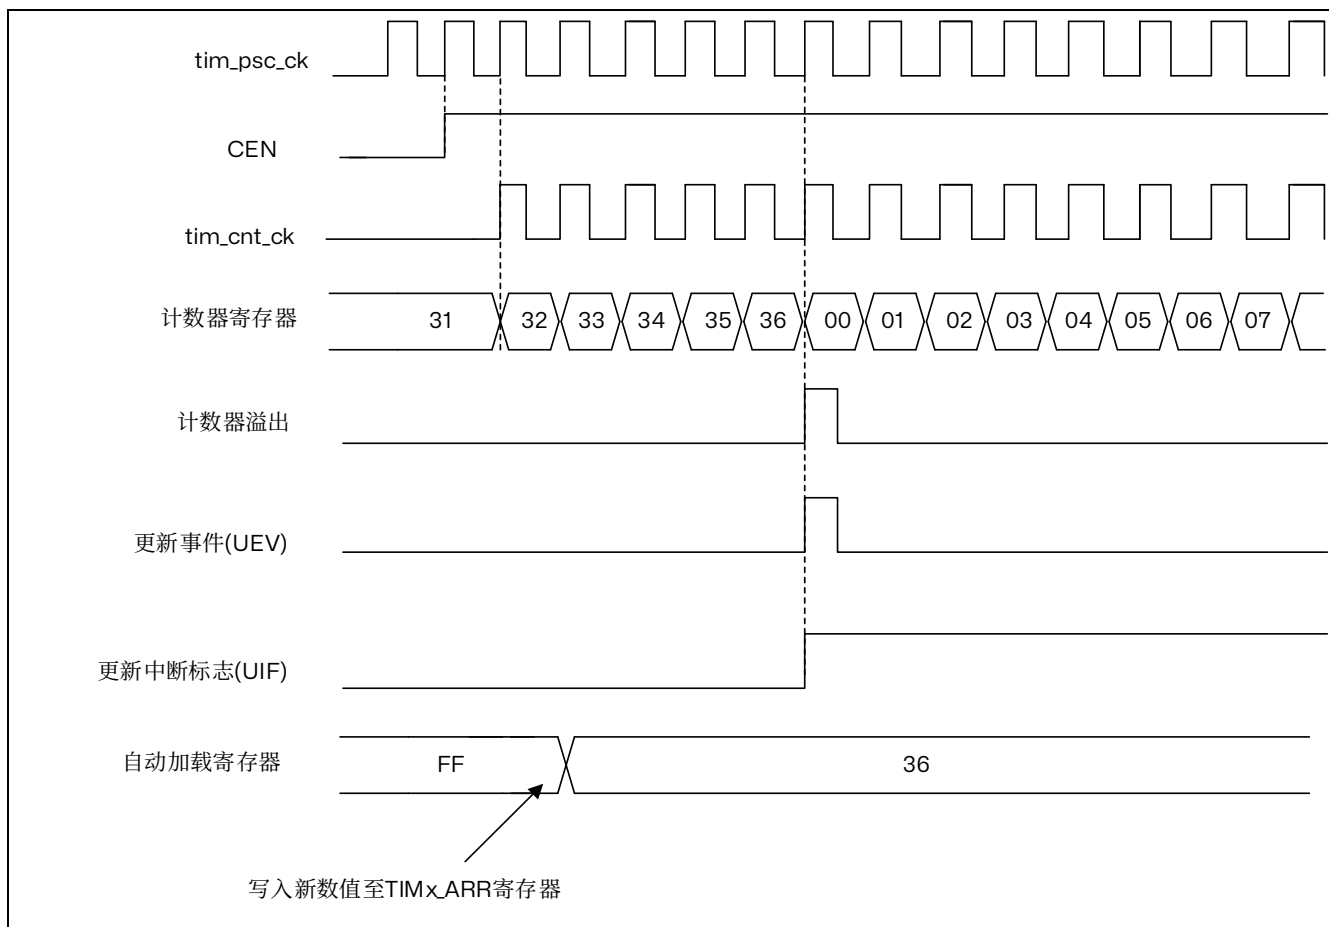 tim_psc_ck
CEN
tim_cnt_ck
计数器寄存器 31 32 33 34 35 36 00 01 02 03 04 05 06 07
计数器溢出
更新事件(UEV)
更新中断标志(UIF)
自动加载寄存器 FF 36
写入新数值至TIMx_ARR寄存器